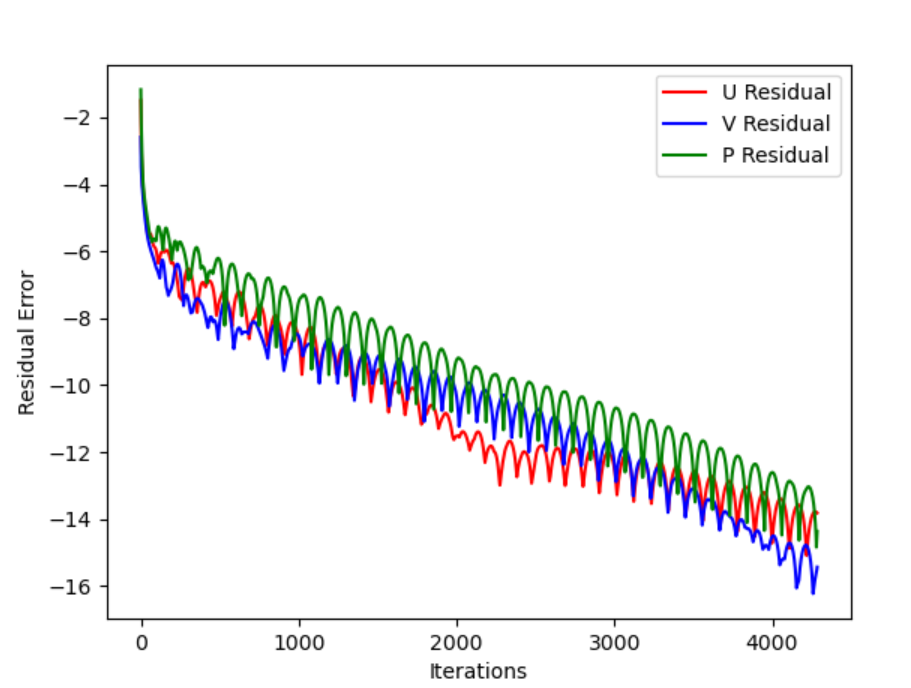 U Residual
V Residual
P Residual
−2
−4
−6
−8
−10
−12
−14
−16
Residual Error
0 1000 2000 3000 4000
Iterations